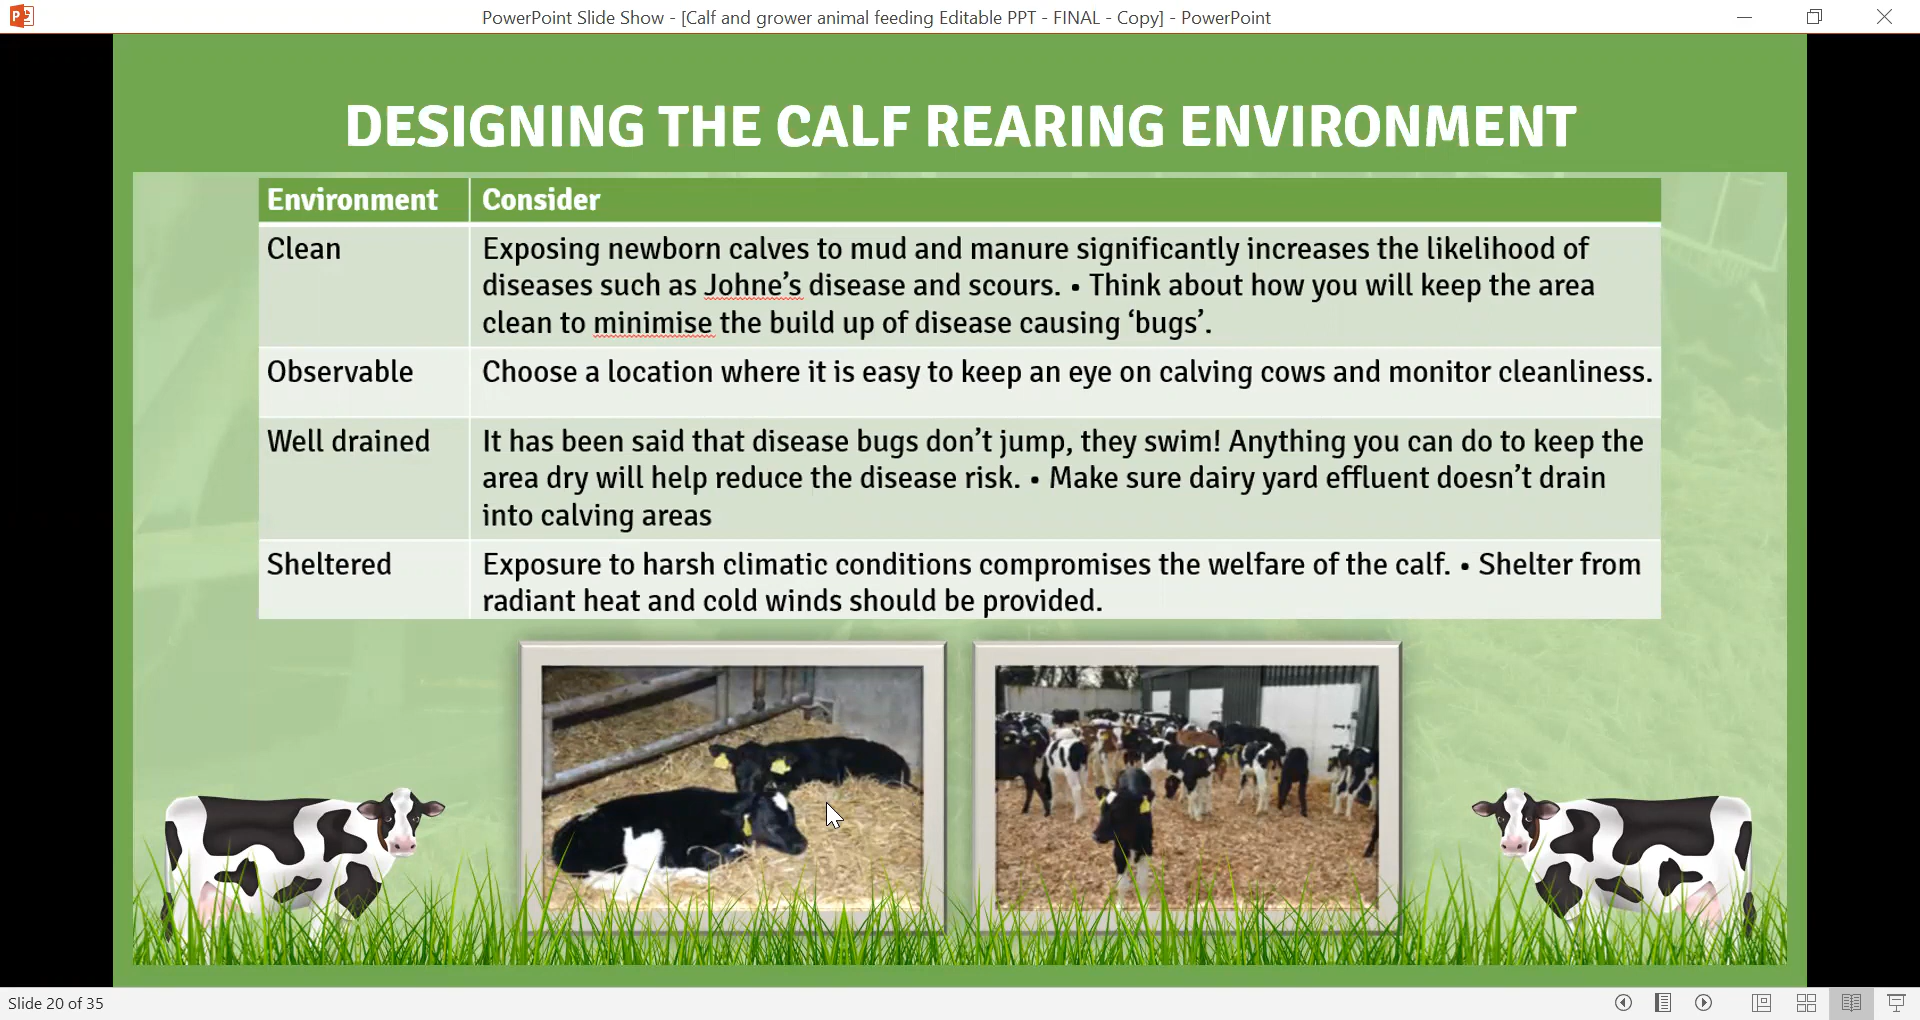 PowerPoint Slide Show - [Calf and grower animal feeding Editable PPT - FINAL - Copy] - PowerPoint
DESIGNING THE CALF REARING ENVIRONMENT
Environment
Consider
Clean
Exposing newborn calves to mud and manure significantly increases the likelihood of
diseases such as Johne’s disease and scours. • Think about how you will keep the area
clean to minimise the build up of disease causing ‘bugs’.
Observable
Choose a location where it is easy to keep an eye on calving cows and monitor cleanliness.
Well drained
It has been said that disease bugs don’t jump, they swim! Anything you can do to keep the
area dry will help reduce the disease risk. • Make sure dairy yard effluent doesn’t drain
into calving areas
Sheltered
Exposure to harsh climatic conditions compromises the welfare of the calf. • Shelter from
radiant heat and cold winds should be provided.
Slide 20 of 35